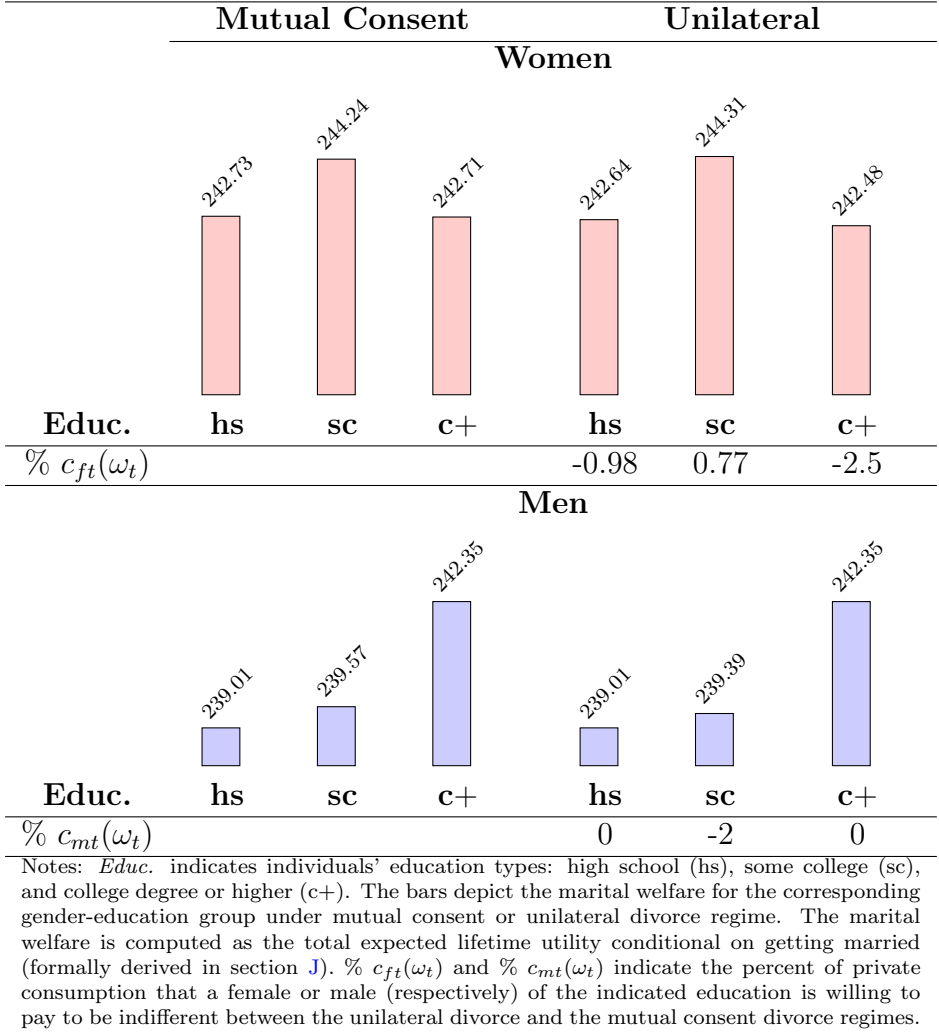 Mutual Consent Unilateral
Women
242.73 244.24 242.71 242.64 244.31 242.48
Educ. hs sc c+ hs sc c+
% c_{ft}(ω_t) -0.98 0.77 -2.5
Men
239.01 239.57 242.35 239.01 239.39 242.35
Educ. hs sc c+ hs sc c+
% c_{mt}(ω_t) 0 -2 0
Notes: Educ. indicates individuals' education types: high school (hs), some college (sc),
and college degree or higher (c+). The bars depict the marital welfare for the corresponding
gender-education group under mutual consent or unilateral divorce regime. The marital
welfare is computed as the total expected lifetime utility conditional on getting married
(formally derived in section J). % c_{ft}(ω_t) and % c_{mt}(ω_t) indicate the percent of private
consumption that a female or male (respectively) of the indicated education is willing to
pay to be indifferent between the unilateral divorce and the mutual consent divorce regimes.